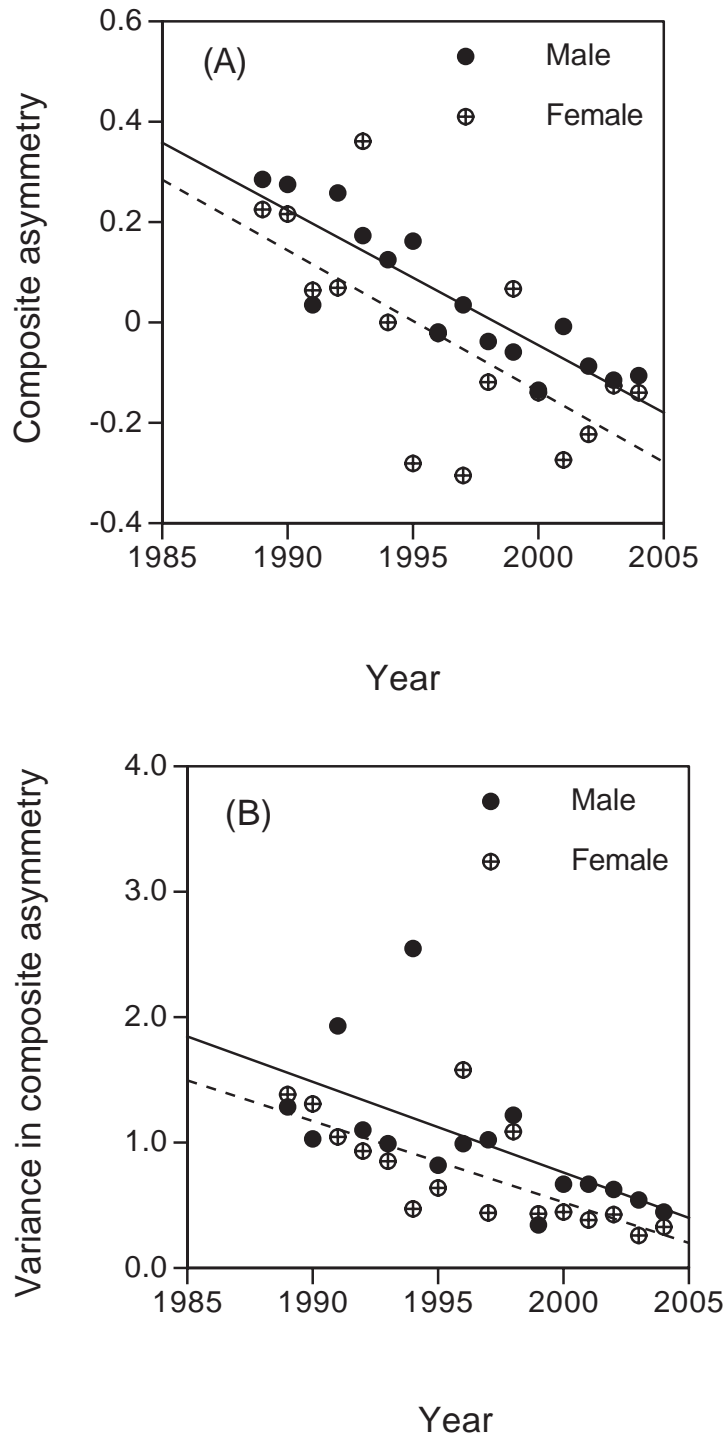 0.6
(A)
Male
Female
0.4
0.2
0
-0.2
-0.4
Composite asymmetry
1985 1990 1995 2000 2005
Year
4.0
(B)
Male
Female
3.0
2.0
1.0
0.0
Variance in composite asymmetry
1985 1990 1995 2000 2005
Year